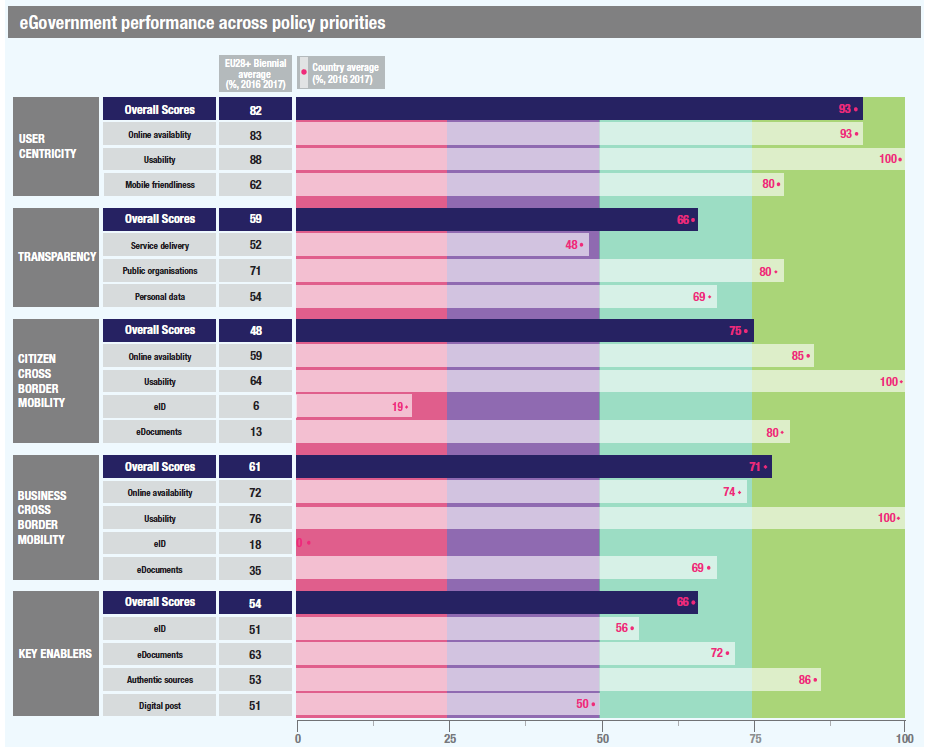 eGovernment performance across policy priorities
EU28+ Biennial
average
(%, 2016 2017)
Country average
(%, 2016 2017)
USER
CENTRICITY
Overall Scores 82 93
Online availablity 83 93
Usability 88 100
Mobile friendliness 62 80
TRANSPARENCY
Overall Scores 59 66
Service delivery 52 48
Public organisations 71 80
Personal data 54 69
CITIZEN
CROSS
BORDER
MOBILITY
Overall Scores 48 75
Online availablity 59 85
Usability 64 100
eID 6 19
eDocuments 13 80
BUSINESS
CROSS
BORDER
MOBILITY
Overall Scores 61 71
Online availability 72 74
Usability 76 100
eID 18 0
eDocuments 35 69
KEY ENABLERS
Overall Scores 54 66
eID 51 56
eDocuments 63 72
Authentic sources 53 86
Digital post 51 50
0 25 50 75 100